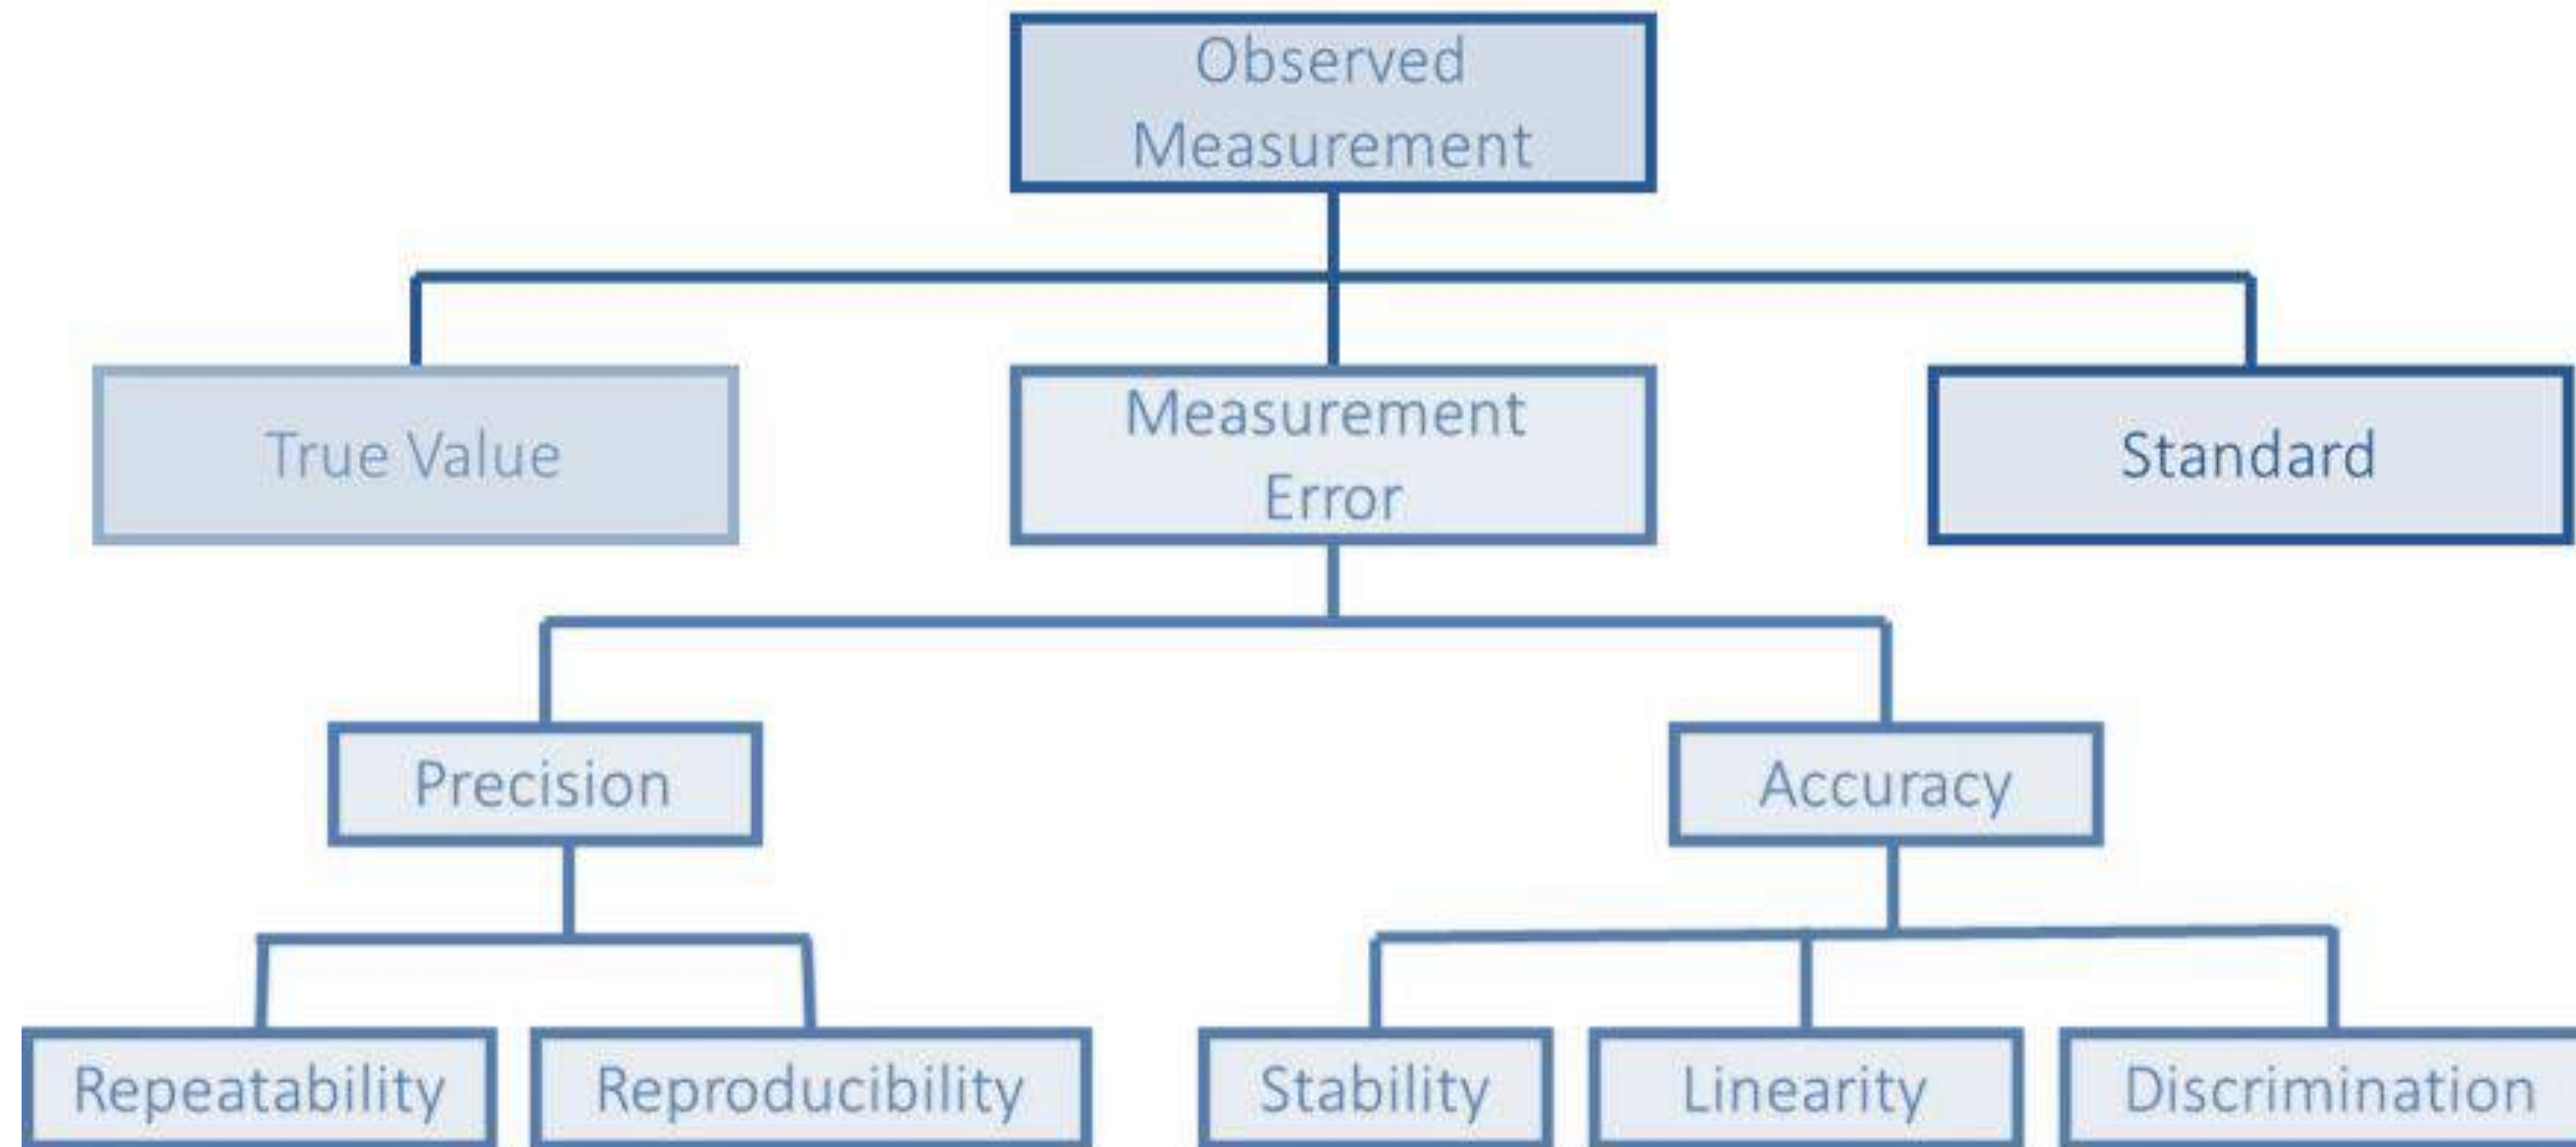 Observed
Measurement
True Value
Measurement
Error
Standard
Precision
Accuracy
Repeatability
Reproducibility
Stability
Linearity
Discrimination